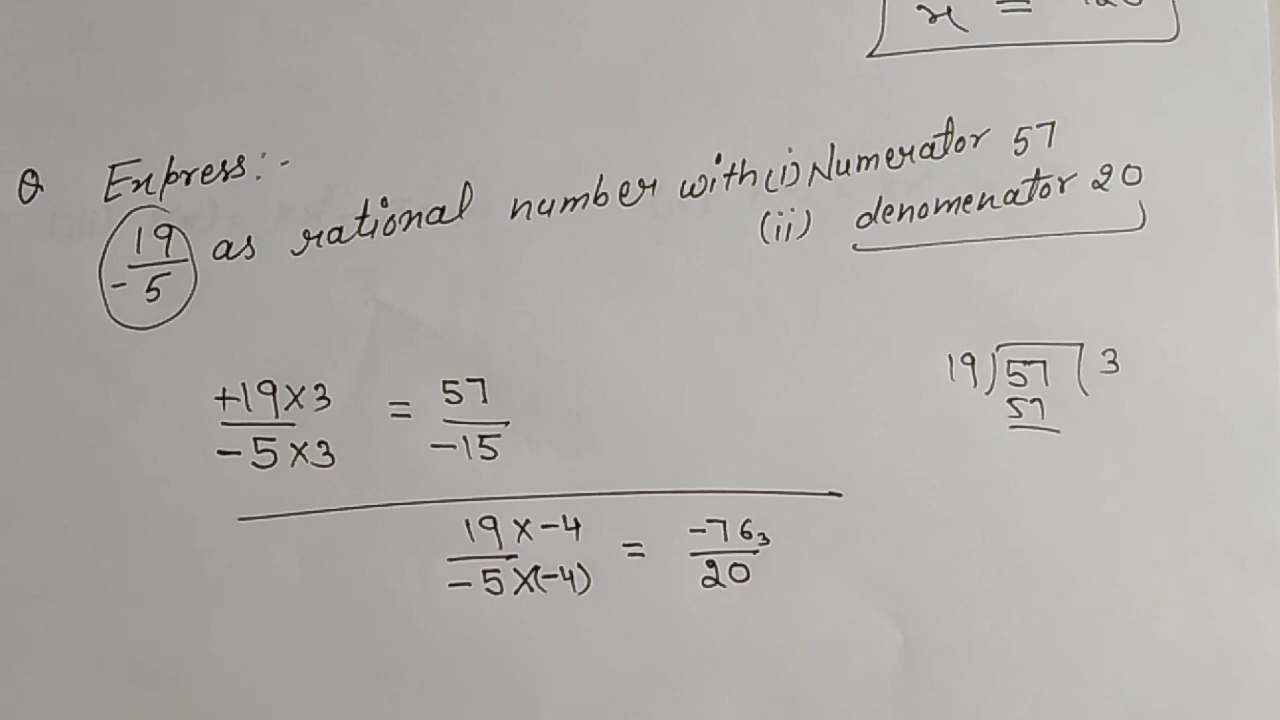 x =
Q Express:-
19/-5 as rational number with (i) Numerator 57
(ii) denomenator 20
+19×3/-5×3 = 57/-15
19)57(3
57
19×-4/-5×(-4) = -763/20